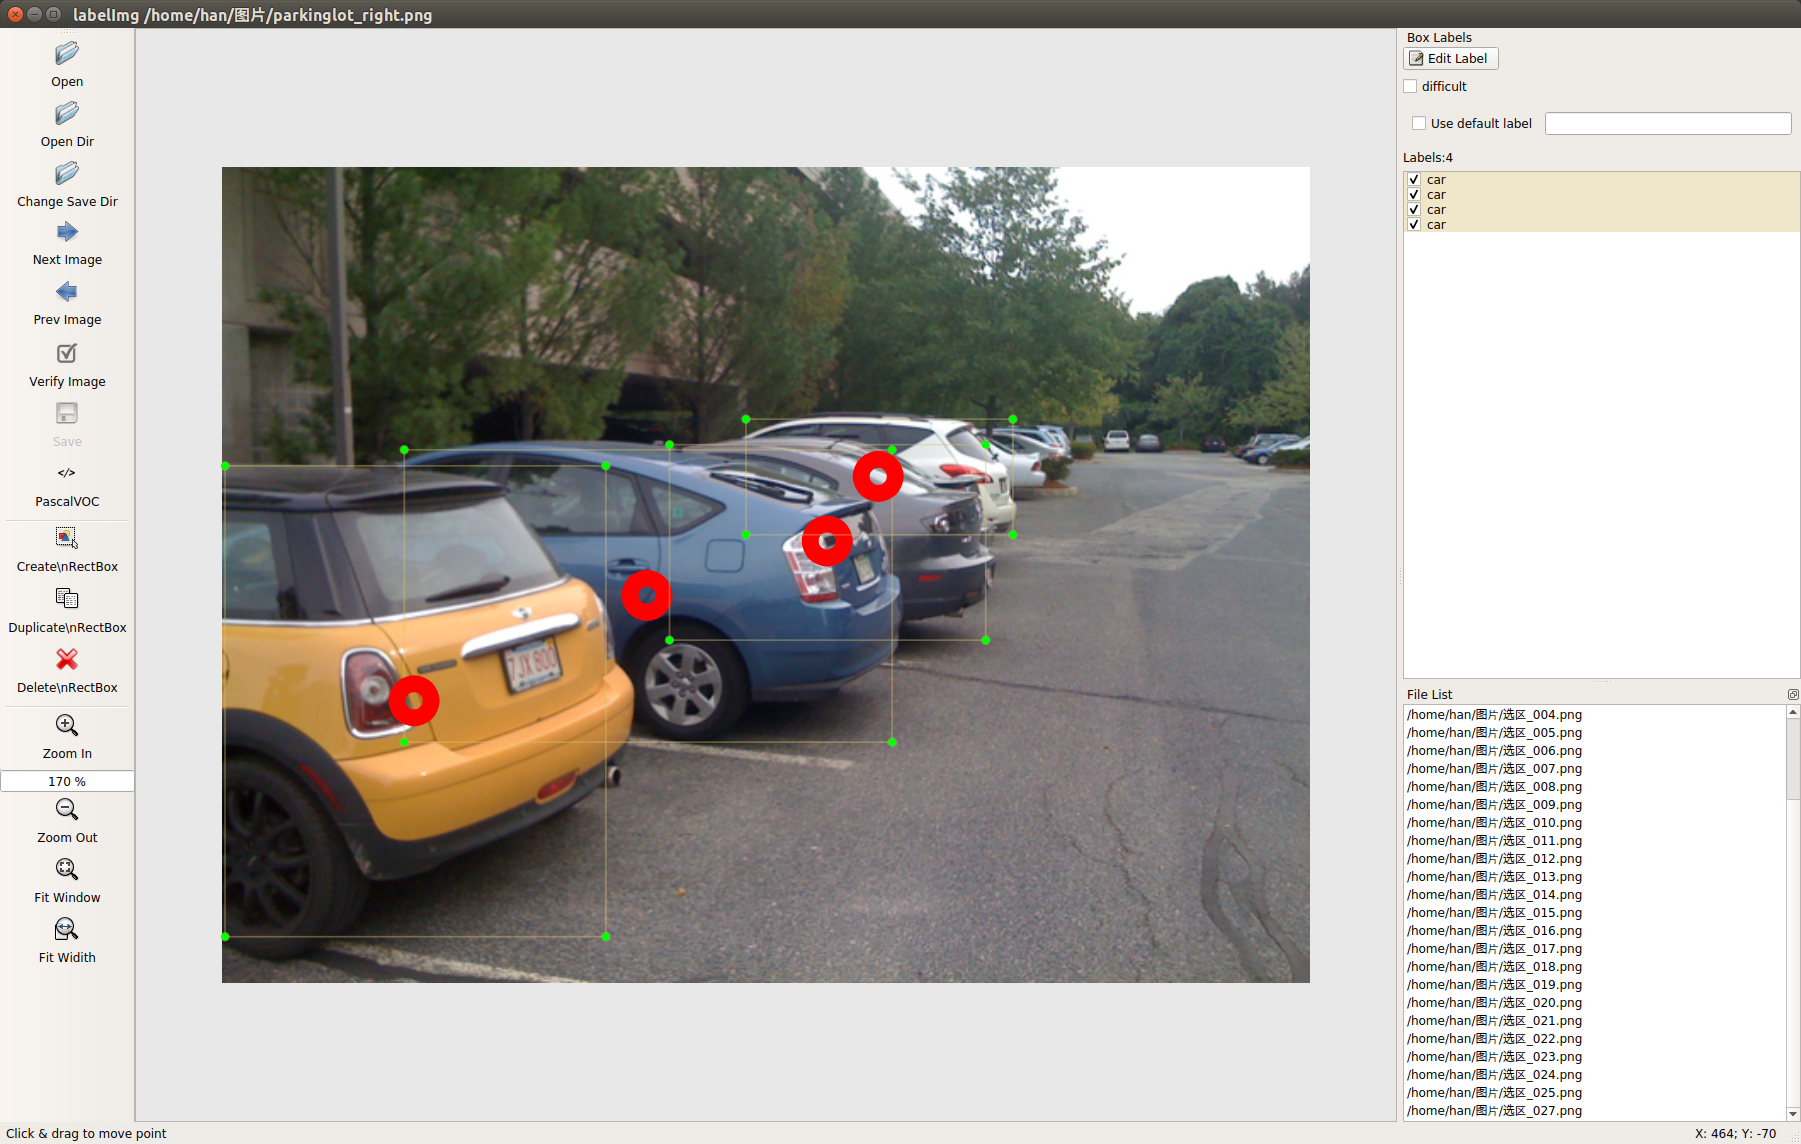 labelImg /home/han/图片/parkinglot_right.png
Open
Open Dir
Change Save Dir
Next Image
Prev Image
Verify Image
Save
</>
PascalVOC
Create\nRectBox
Duplicate\nRectBox
Delete\nRectBox
Zoom In
170 %
Zoom Out
Fit Window
Fit Widith
7JX 800
Box Labels
Edit Label
difficult
Use default label
Labels:4
car
car
car
car
File List
/home/han/图片/选区_004.png
/home/han/图片/选区_005.png
/home/han/图片/选区_006.png
/home/han/图片/选区_007.png
/home/han/图片/选区_008.png
/home/han/图片/选区_009.png
/home/han/图片/选区_010.png
/home/han/图片/选区_011.png
/home/han/图片/选区_012.png
/home/han/图片/选区_013.png
/home/han/图片/选区_014.png
/home/han/图片/选区_015.png
/home/han/图片/选区_016.png
/home/han/图片/选区_017.png
/home/han/图片/选区_018.png
/home/han/图片/选区_019.png
/home/han/图片/选区_020.png
/home/han/图片/选区_021.png
/home/han/图片/选区_022.png
/home/han/图片/选区_023.png
/home/han/图片/选区_024.png
/home/han/图片/选区_025.png
/home/han/图片/选区_027.png
Click & drag to move point
X: 464; Y: -70